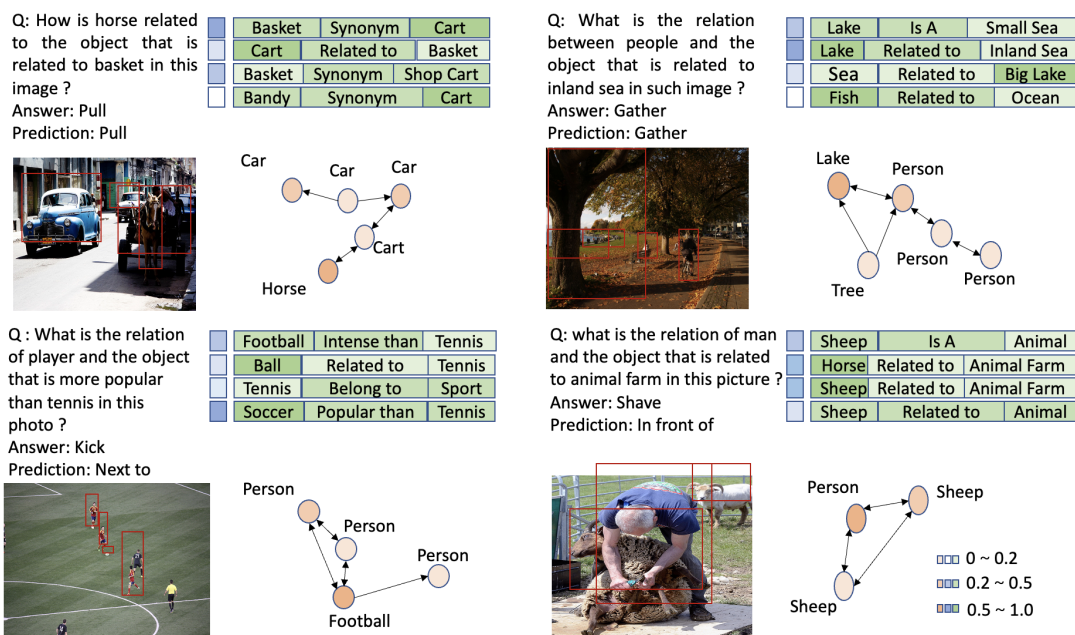 Q: How is horse related
to the object that is
related to basket in this
image ?
Answer: Pull
Prediction: Pull
Basket Synonym Cart
Cart Related to Basket
Basket Synonym Shop Cart
Bandy Synonym Cart
Car
Car
Car
Cart
Horse
Q: What is the relation
between people and the
object that is related to
inland sea in such image ?
Answer: Gather
Prediction: Gather
Lake Is A Small Sea
Lake Related to Inland Sea
Sea Related to Big Lake
Fish Related to Ocean
Lake
Person
Person
Person
Tree
Q : What is the relation
of player and the object
that is more popular
than tennis in this
photo ?
Answer: Kick
Prediction: Next to
Football Intense than Tennis
Ball Related to Tennis
Tennis Belong to Sport
Soccer Popular than Tennis
Person
Person
Person
Football
Q: what is the relation of man
and the object that is related
to animal farm in this picture ?
Answer: Shave
Prediction: In front of
Sheep Is A Animal
Horse Related to Animal Farm
Sheep Related to Animal Farm
Sheep Related to Animal
Person
Sheep
Sheep
0 ~ 0.2
0.2 ~ 0.5
0.5 ~ 1.0